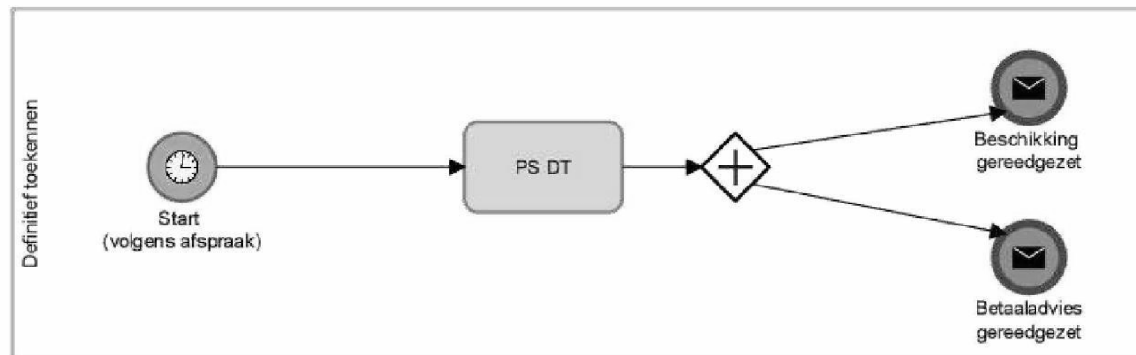 Definitief toekennen
Start
(volgens afspraak)
PS DT
Beschikking
gereedgezet
Betaaladvies
gereedgezet